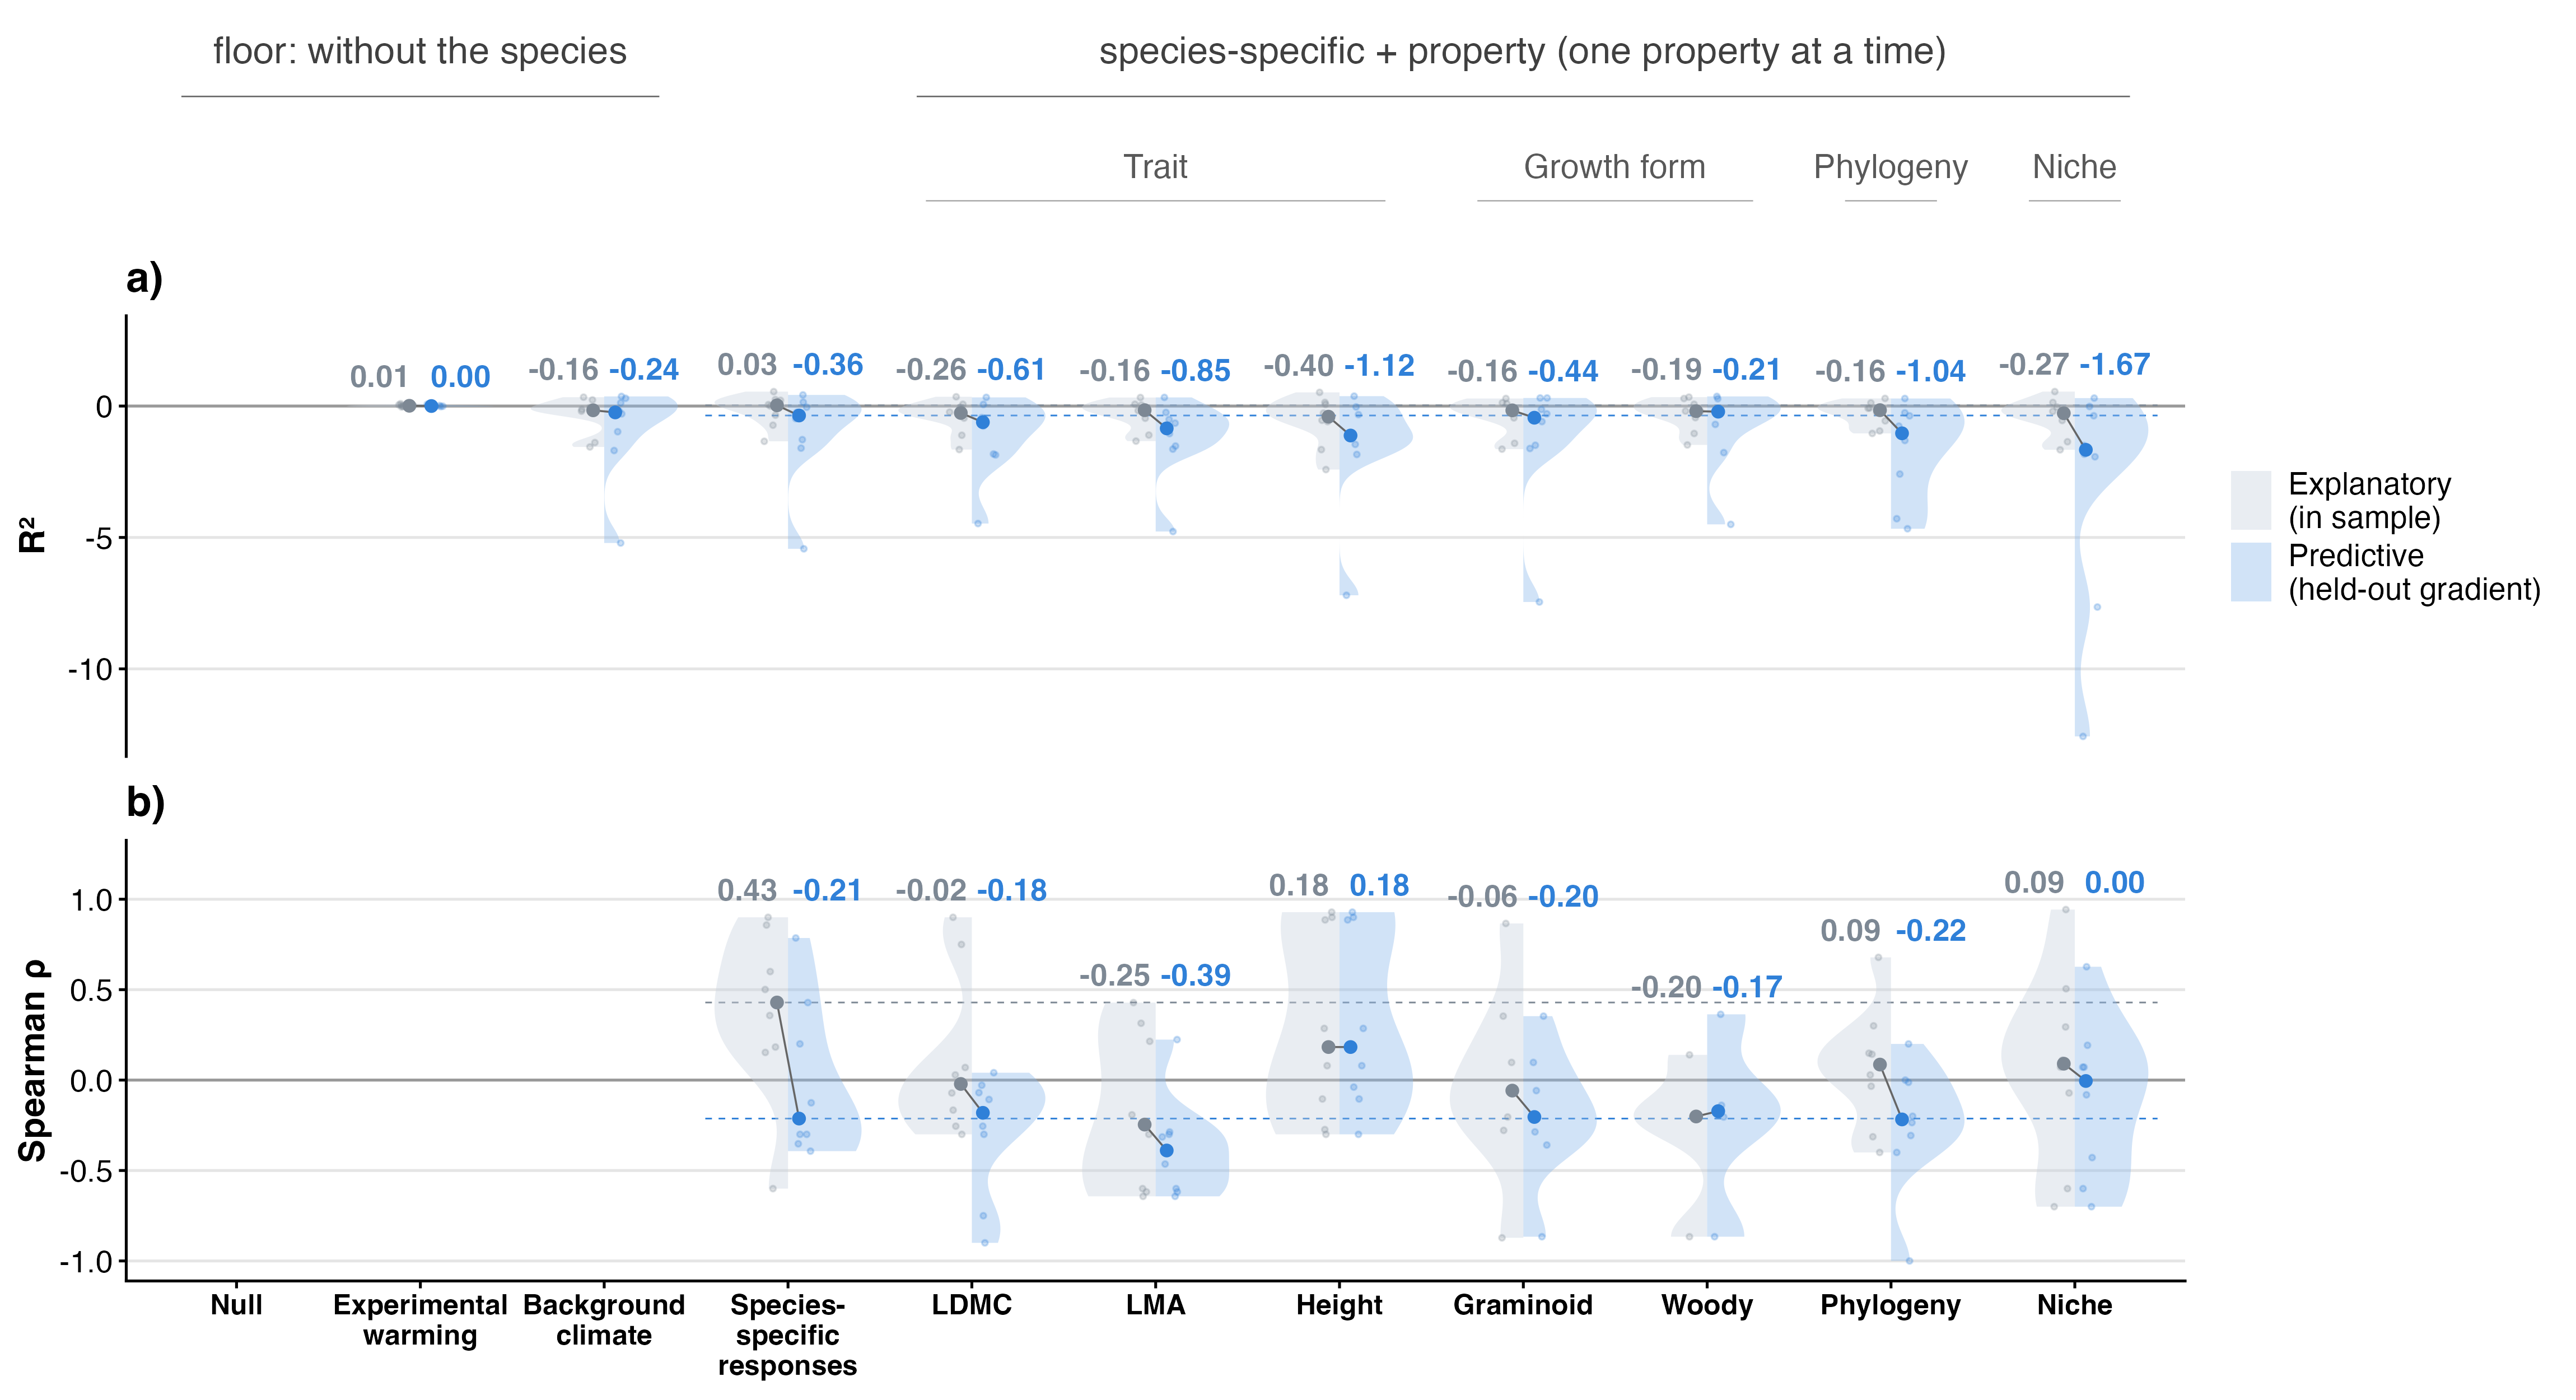 floor: without the species
species-specific + property (one property at a time)
Trait
Growth form
Phylogeny
Niche
a)
0.01 0.00
-0.16 -0.24
0.03 -0.36
-0.26 -0.61
-0.16 -0.85
-0.40 -1.12
-0.16 -0.44
-0.19 -0.21
-0.16 -1.04
-0.27 -1.67
0
-5
-10
R²
Explanatory
(in sample)
Predictive
(held-out gradient)
b)
0.43 -0.21
-0.02 -0.18
-0.25 -0.39
0.18 0.18
-0.06 -0.20
-0.20 -0.17
0.09 -0.22
0.09 0.00
1.0
0.5
0.0
-0.5
-1.0
Spearman ρ
Null
Experimental
warming
Background
climate
Species-
specific
responses
LDMC
LMA
Height
Graminoid
Woody
Phylogeny
Niche